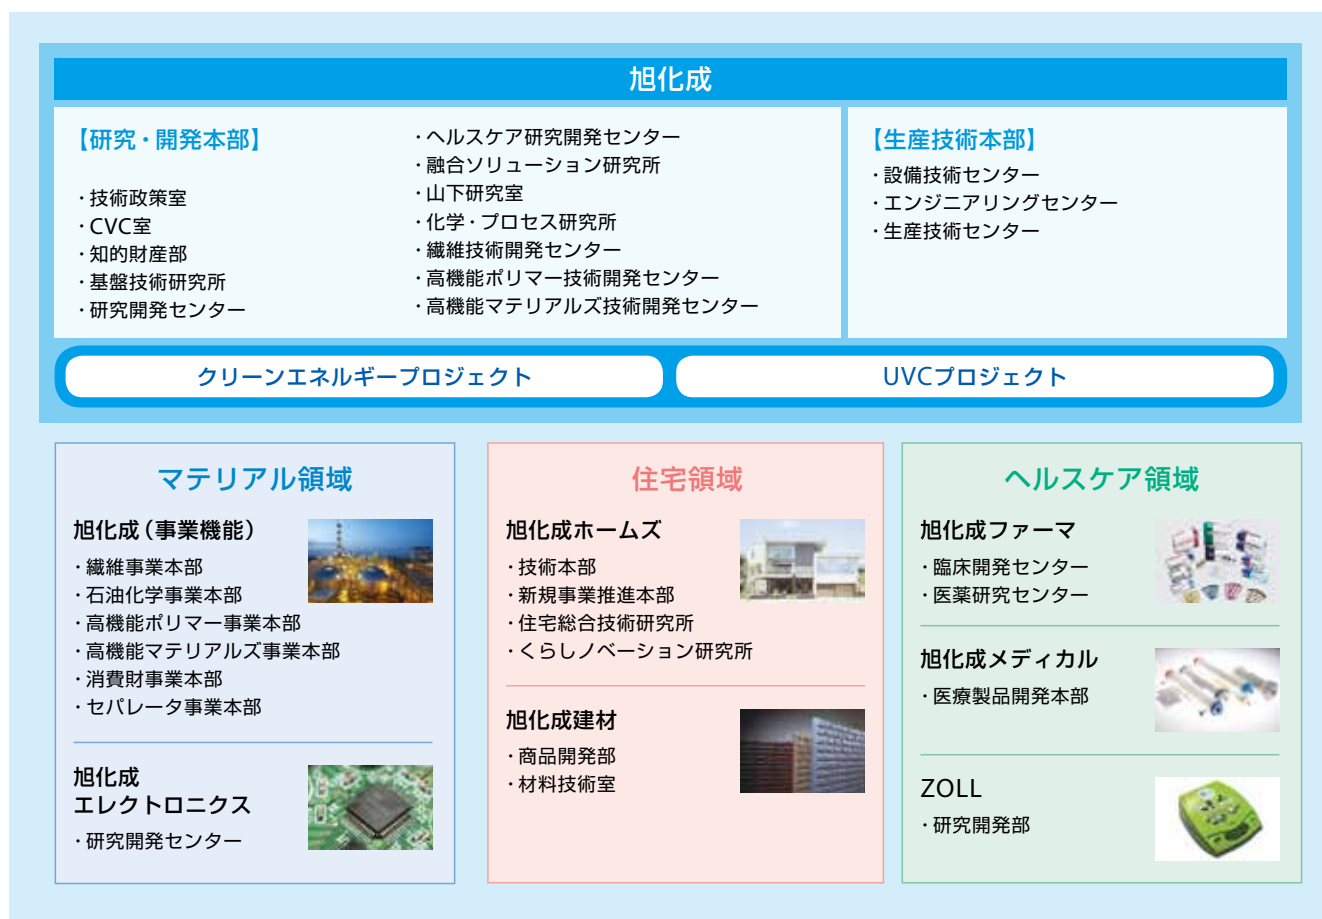 旭化成
【研究・開発本部】
・技術政策室
・CVC室
・知的財産部
・基盤技術研究所
・研究開発センター
・ヘルスケア研究開発センター
・融合ソリューション研究所
・山下研究室
・化学・プロセス研究所
・繊維技術開発センター
・高機能ポリマー技術開発センター
・高機能マテリアルズ技術開発センター
【生産技術本部】
・設備技術センター
・エンジニアリングセンター
・生産技術センター
クリーンエネルギープロジェクト
UVCプロジェクト
マテリアル領域
旭化成（事業機能）
・繊維事業本部
・石油化学事業本部
・高機能ポリマー事業本部
・高機能マテリアルズ事業本部
・消費財事業本部
・セパレータ事業本部
旭化成
エレクトロニクス
・研究開発センター
住宅領域
旭化成ホームズ
・技術本部
・新規事業推進本部
・住宅総合技術研究所
・くらしノベーション研究所
旭化成建材
・商品開発部
・材料技術室
ヘルスケア領域
旭化成ファーマ
・臨床開発センター
・医薬研究センター
旭化成メディカル
・医療製品開発本部
ZOLL
・研究開発部